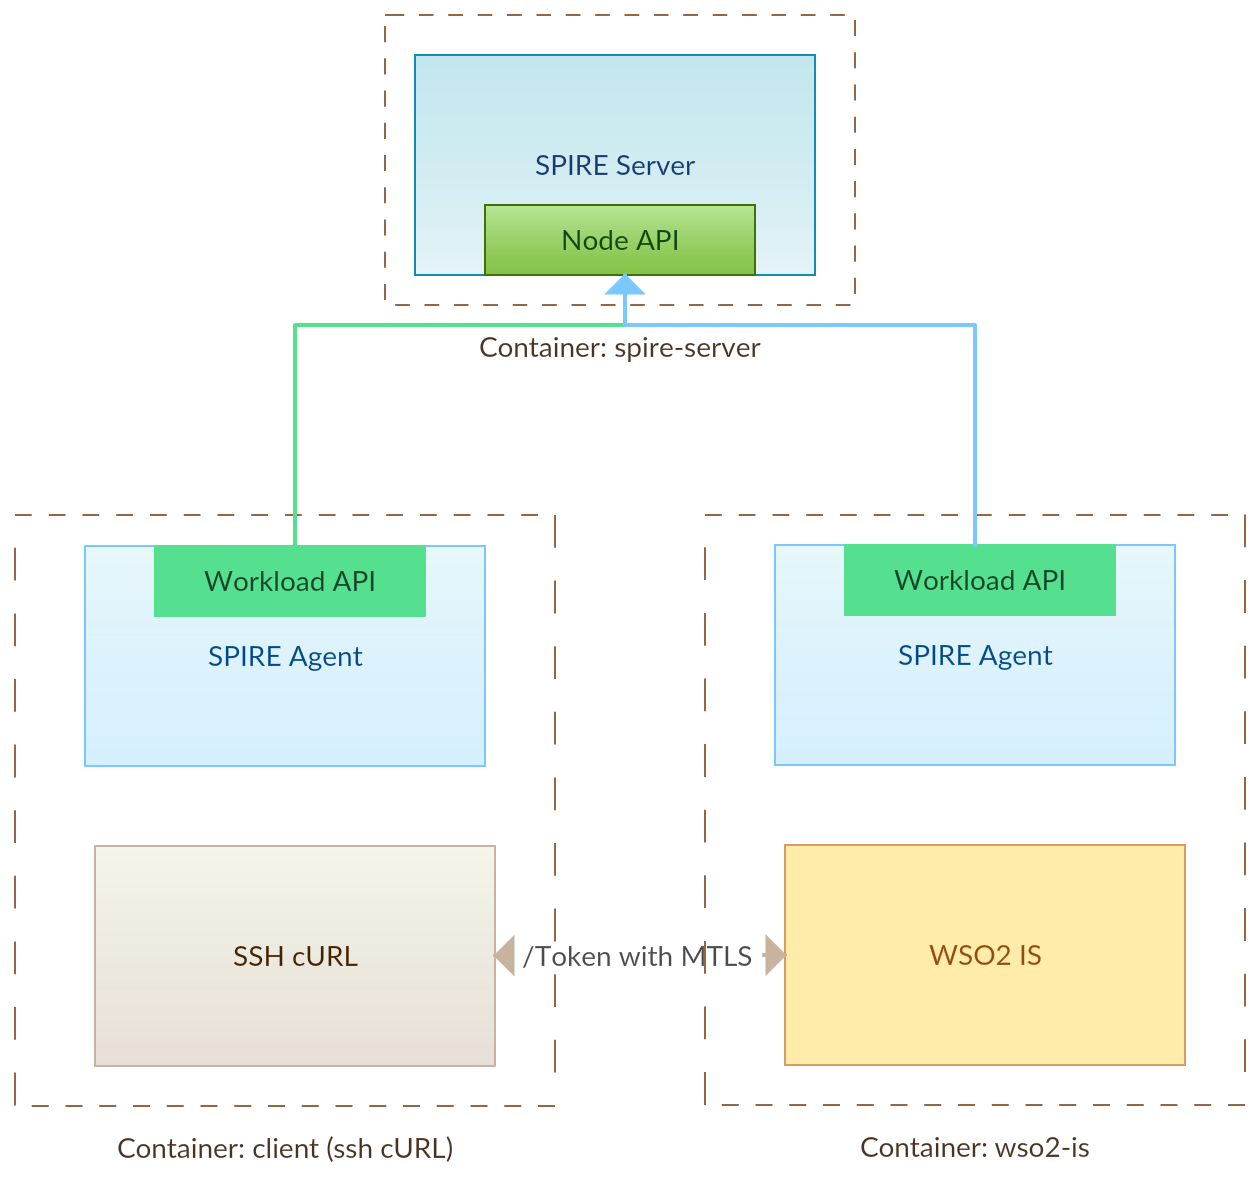 SPIRE Server
Node API
Container: spire-server
Workload API
SPIRE Agent
Workload API
SPIRE Agent
SSH cURL
/Token with MTLS
WSO2 IS
Container: client (ssh cURL)
Container: wso2-is